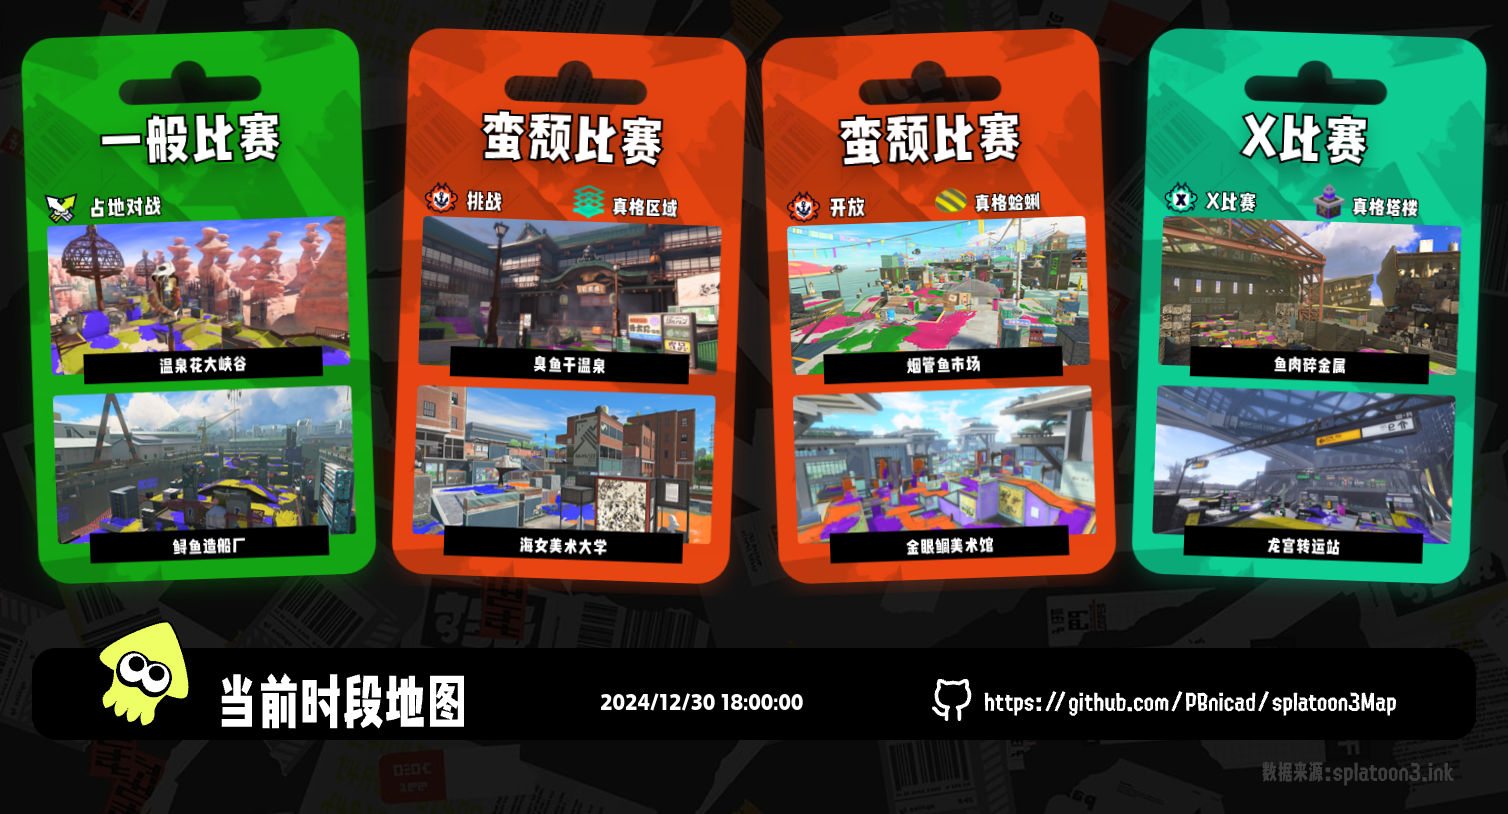 一般比赛
占地对战
温泉花大峡谷
鲟鱼造船厂
蛮颓比赛
挑战
真格区域
臭鱼干温泉
海女美术大学
蛮颓比赛
开放
真格蛤蜊
烟管鱼市场
金眼鲷美术馆
X比赛
X比赛
真格塔楼
鱼肉碎金属
龙宫转运站
当前时段地图
2024/12/30 18:00:00
https://github.com/PBnicad/splatoon3Map
数据来源:splatoon3.ink